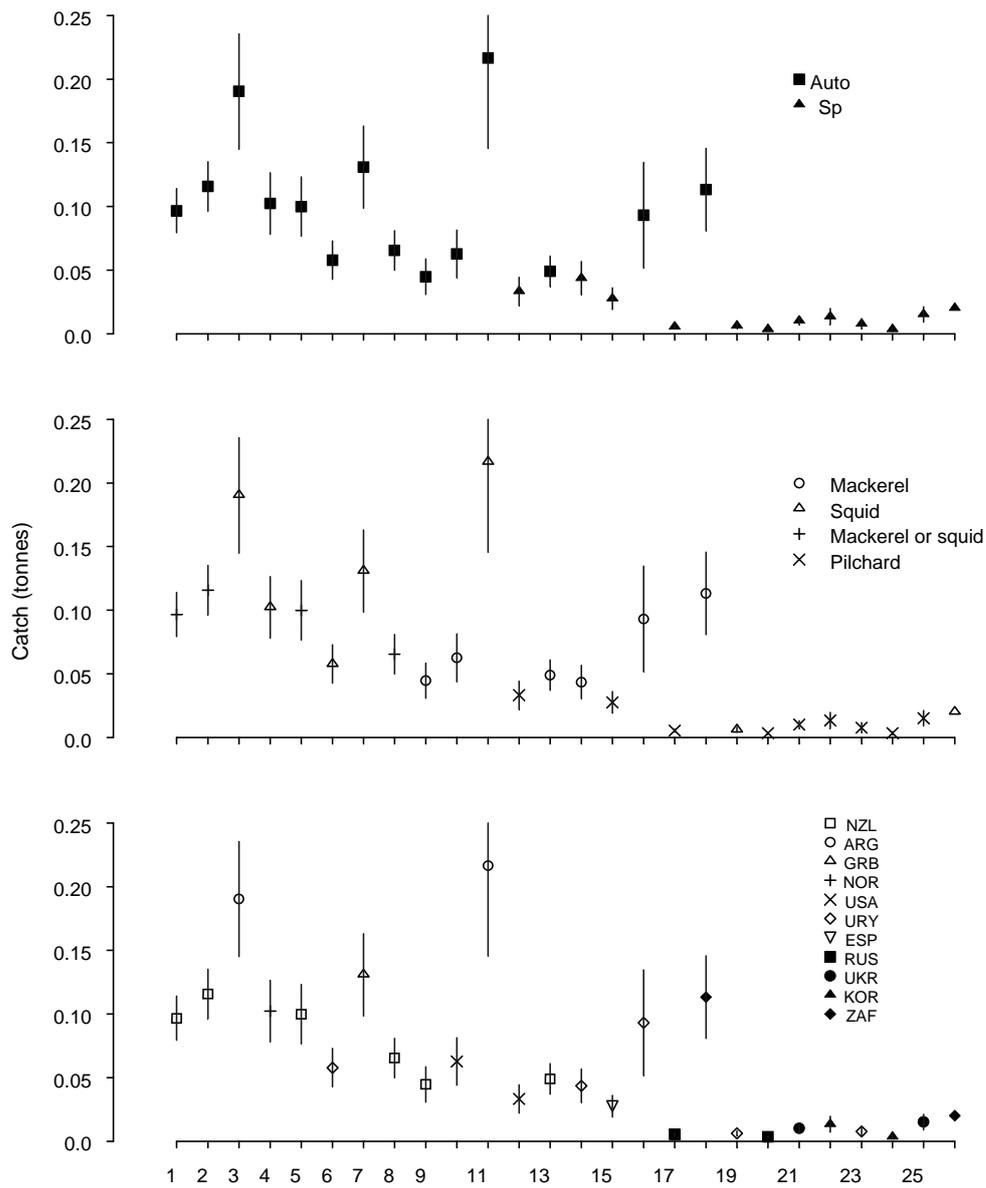 0.25
0.20
0.15
0.10
0.05
0.0
Auto
Sp
Catch (tonnes)
0.25
0.20
0.15
0.10
0.05
0.0
Mackerel
Squid
Mackerel or squid
Pilchard
0.25
0.20
0.15
0.10
0.05
0.0
NZL
ARG
GRB
NOR
USA
URY
ESP
RUS
UKR
KOR
ZAF
1 2 3 4 5 6 7 8 9 11 13 15 17 19 21 23 25